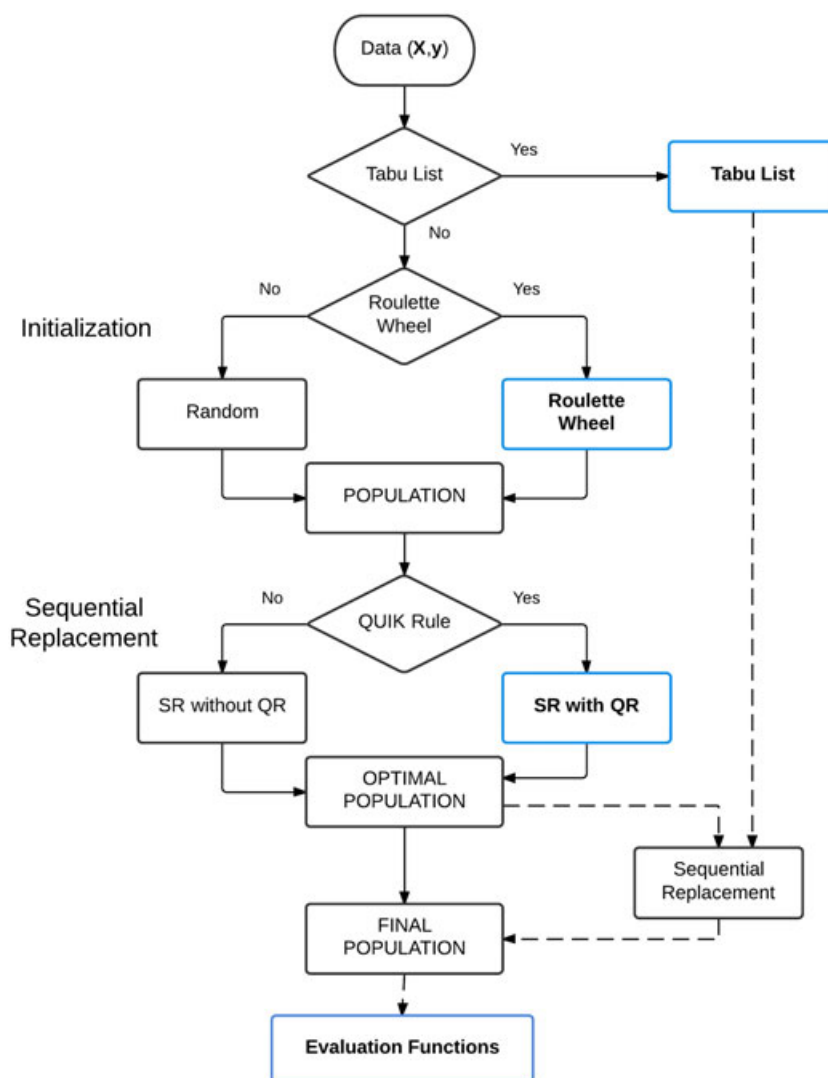 Data (X,y)
Yes
Tabu List
Tabu List
No
No
Yes
Roulette
Wheel
Initialization
Random
Roulette
Wheel
POPULATION
No
Yes
Sequential
Replacement
QUIK Rule
SR without QR
SR with QR
OPTIMAL
POPULATION
Sequential
Replacement
FINAL
POPULATION
Evaluation Functions